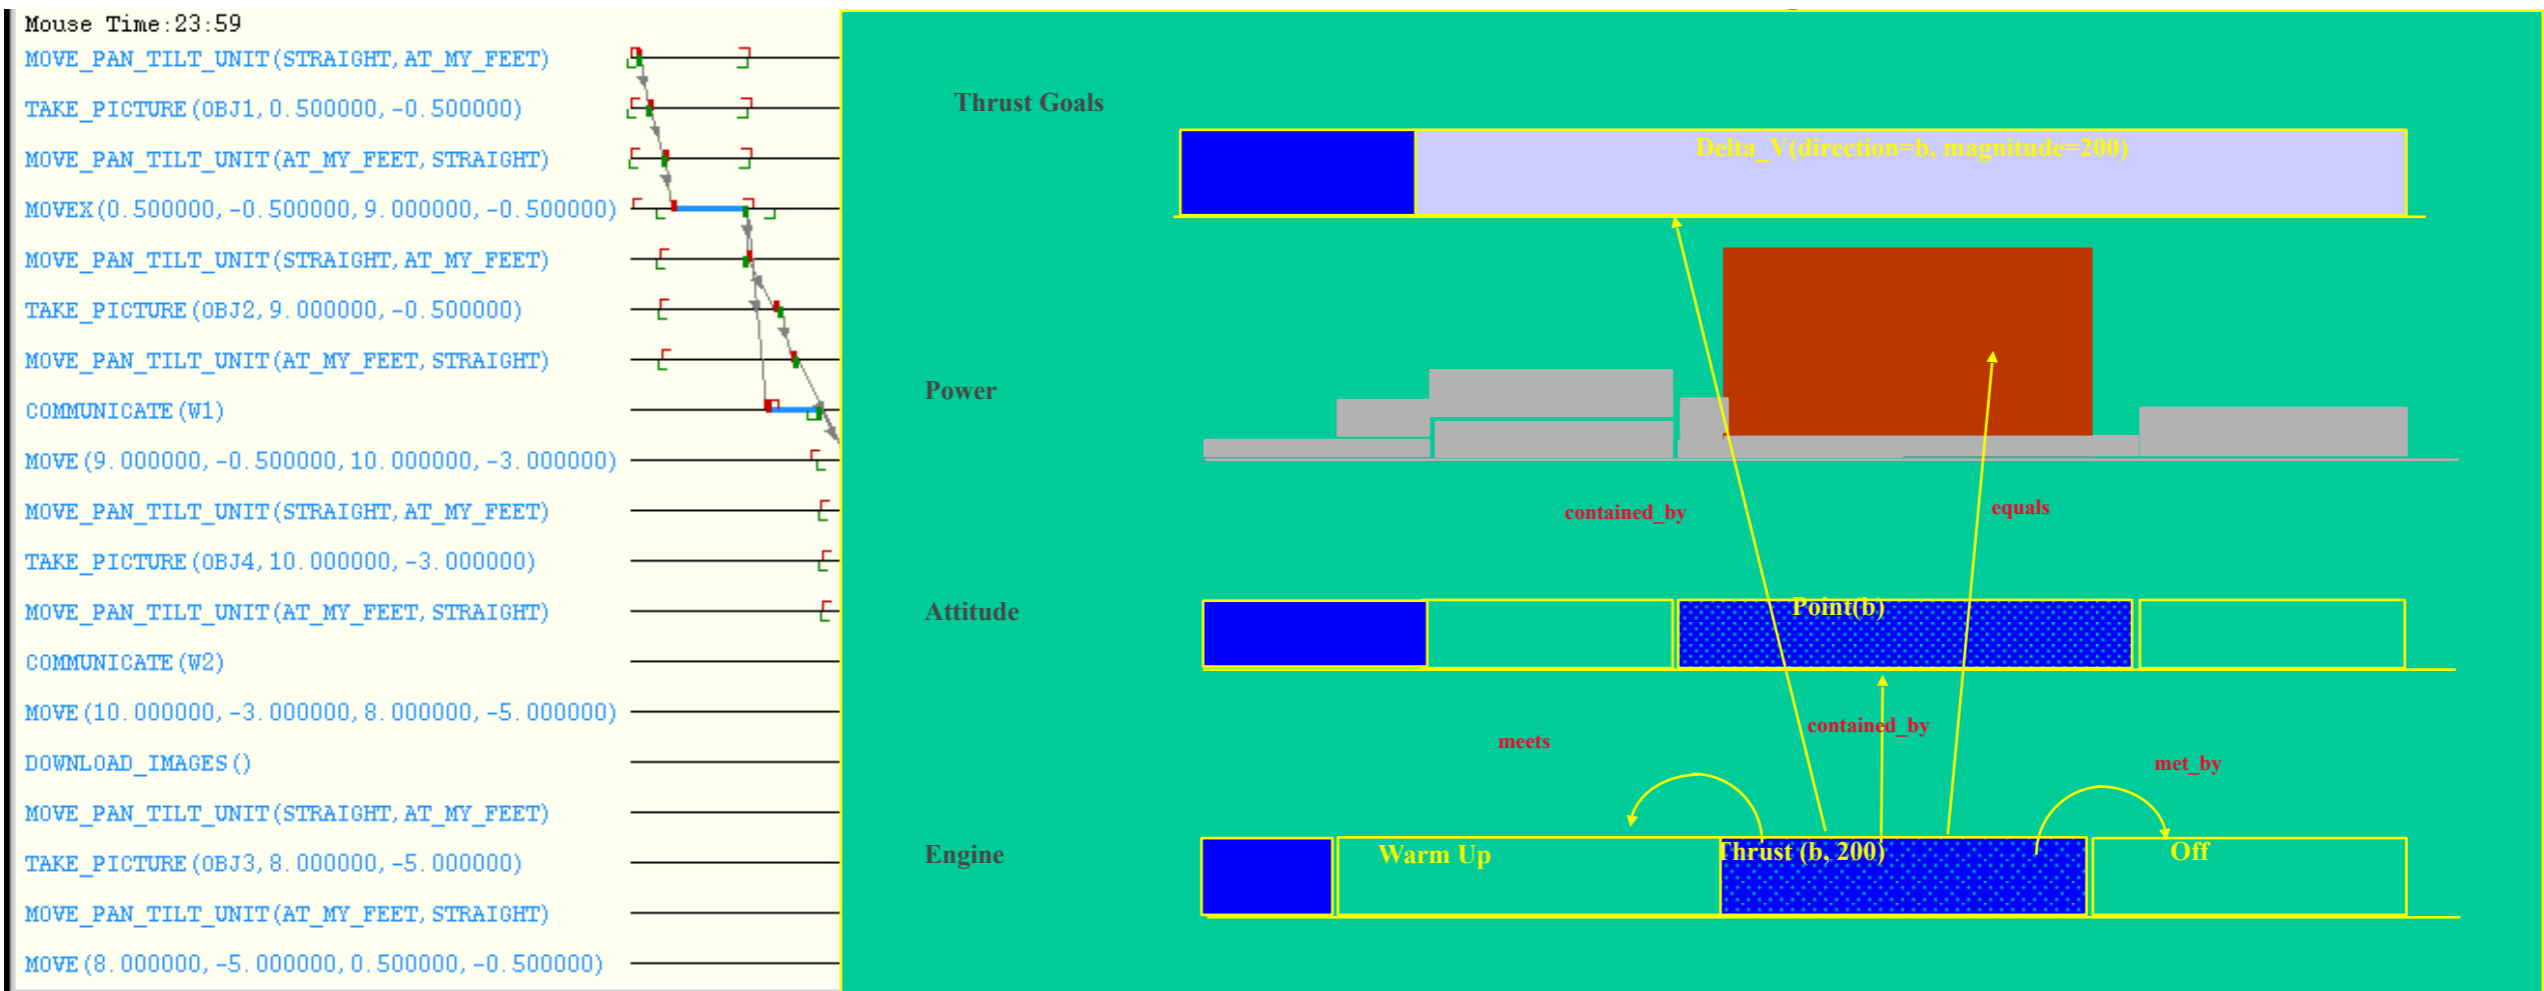 Mouse Time:23:59
MOVE_PAN_TILT_UNIT(STRAIGHT,AT_MY_FEET)
TAKE_PICTURE(OBJ1,0.500000,-0.500000)
MOVE_PAN_TILT_UNIT(AT_MY_FEET,STRAIGHT)
MOVEX(0.500000,-0.500000,9.000000,-0.500000)
MOVE_PAN_TILT_UNIT(STRAIGHT,AT_MY_FEET)
TAKE_PICTURE(OBJ2,9.000000,-0.500000)
MOVE_PAN_TILT_UNIT(AT_MY_FEET,STRAIGHT)
COMMUNICATE(W1)
MOVE(9.000000,-0.500000,10.000000,-3.000000)
MOVE_PAN_TILT_UNIT(STRAIGHT,AT_MY_FEET)
TAKE_PICTURE(OBJ4,10.000000,-3.000000)
MOVE_PAN_TILT_UNIT(AT_MY_FEET,STRAIGHT)
COMMUNICATE(W2)
MOVE(10.000000,-3.000000,8.000000,-5.000000)
DOWNLOAD_IMAGES()
MOVE_PAN_TILT_UNIT(STRAIGHT,AT_MY_FEET)
TAKE_PICTURE(OBJ3,8.000000,-5.000000)
MOVE_PAN_TILT_UNIT(AT_MY_FEET,STRAIGHT)
MOVE(8.000000,-5.000000,0.500000,-0.500000)
Thrust Goals
Delta_V(direction=b, magnitude=200)
Power
contained_by
equals
Attitude
Point(b)
meets
contained_by
met_by
Engine
Warm Up
Thrust (b, 200)
Off